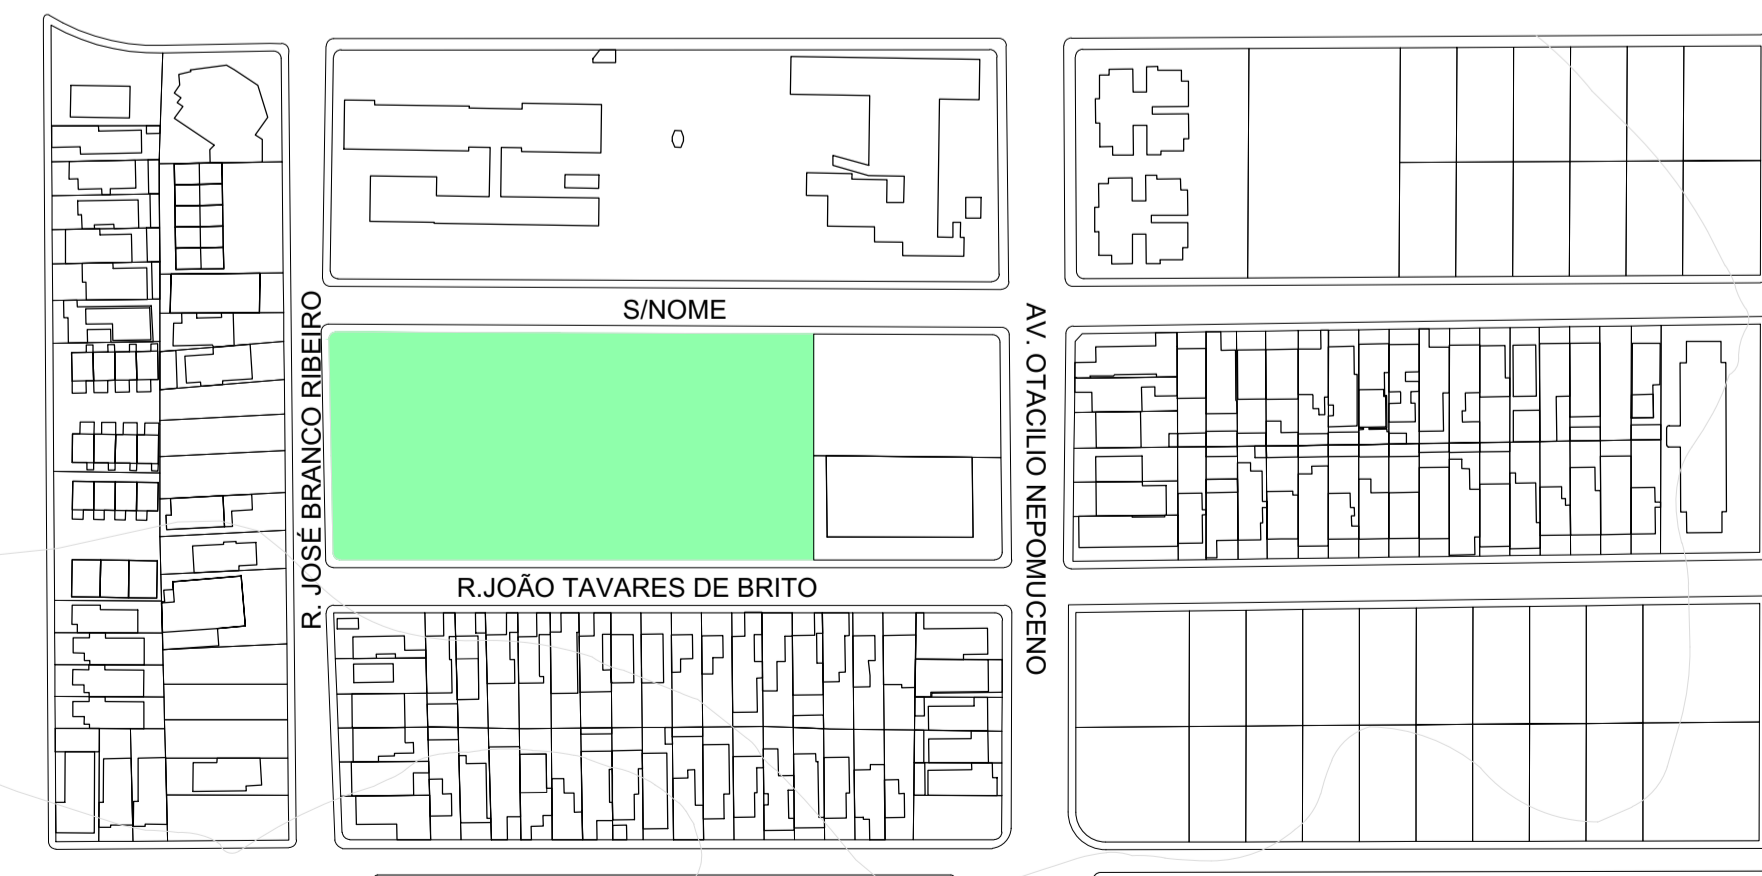 S/NOME
R. JOSÉ BRANCO RIBEIRO
AV. OTACILIO NEPOMUCENO
R.JOÃO TAVARES DE BRITO